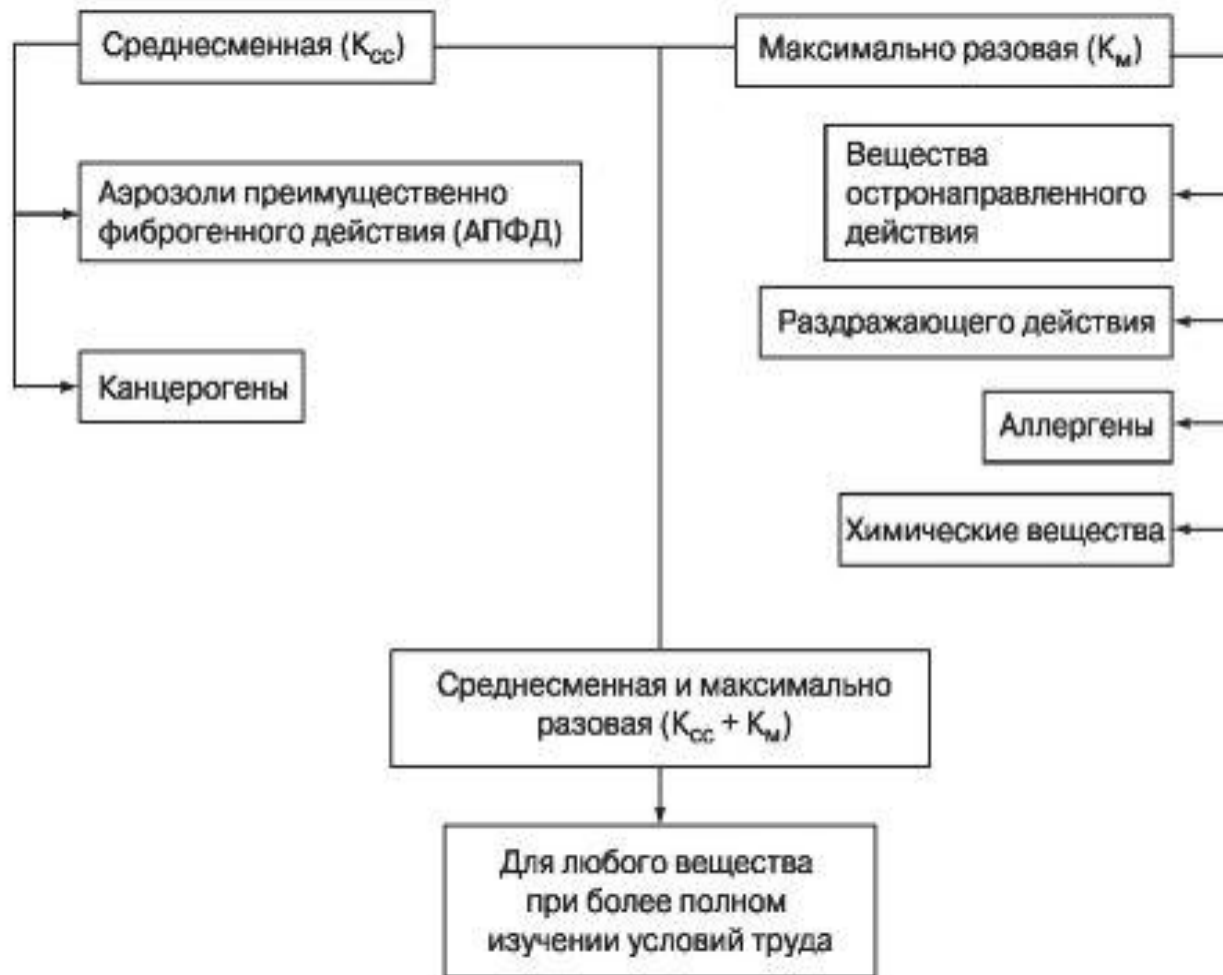 Среднесменная (Kсс)
Максимально разовая (Kм)
Аэрозоли преимущественно
фиброгенного действия (АПФД)
Канцерогены
Вещества
остронаправленного
действия
Раздражающего действия
Аллергены
Химические вещества
Среднесменная и максимально
разовая (Kсс + Kм)
Для любого вещества
при более полном
изучении условий труда